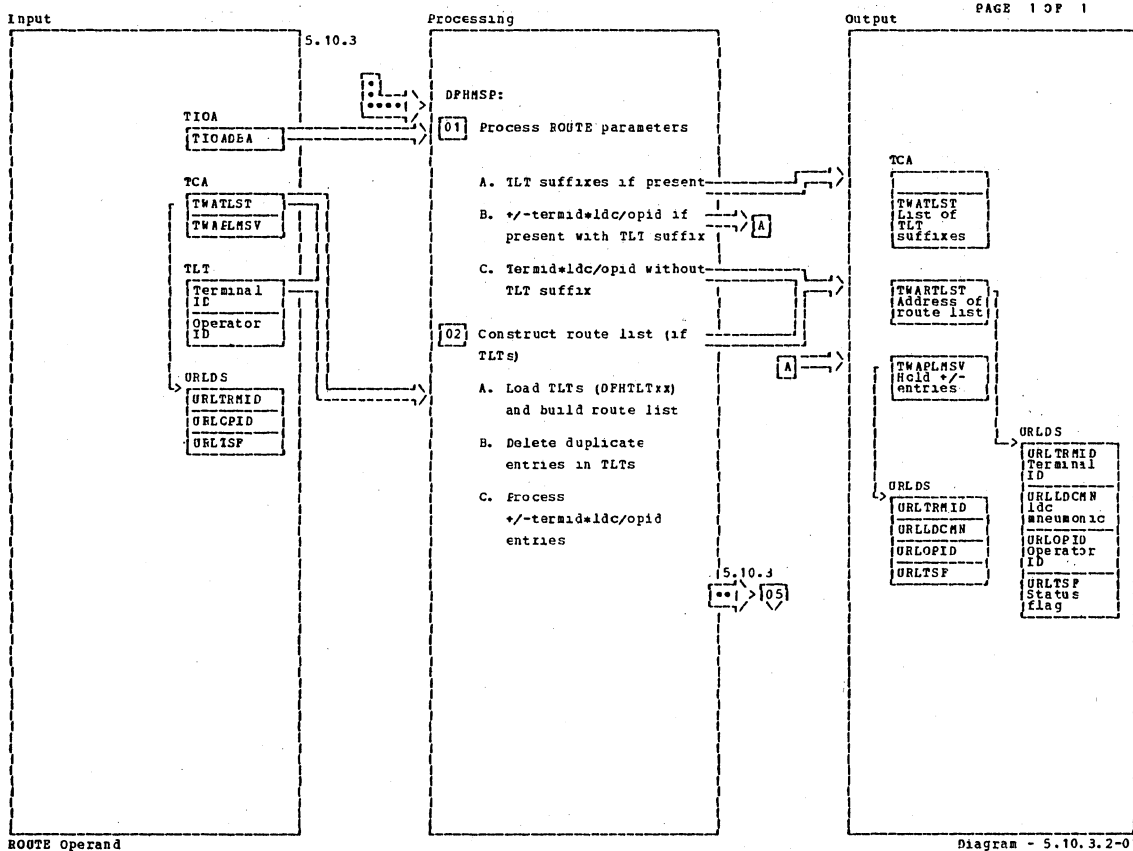 PAGE 1 OF 1
Input
Processing
Output
5.10.3
DFHMSP:
TIOA
TIOADBA
01 Process ROUTE parameters
TCA
TWATLST
TWAPLMSV
A. TLT suffixes if present
B. +/-termid*ldc/opid if
present with TLT suffix
A
C. Termid*ldc/opid without
TLT suffix
TLT
Terminal
ID
Operator
ID
02 Construct route list (if
TLTs)
A. Load TLTs (DFHTLTxx)
and build route list
B. Delete duplicate
entries in TLTs
C. Process
+/-termid*ldc/opid
entries
URLDS
URLTRMID
URLOPID
URLTSF
5.10.3
05
TCA
TWATLST
List of
TLT
suffixes
TWARTLST
Address of
route list
A
TWAPLMSV
Hold +/-
entries
URLDS
URLTRMID
Terminal
ID
URLLDCMN
ldc
mneumonic
URLOPID
Operator
ID
URLTSF
Status
flag
URLDS
URLTRMID
URLLDCMN
URLOPID
URLTSF
ROUTE Operand
Diagram - 5.10.3.2-0